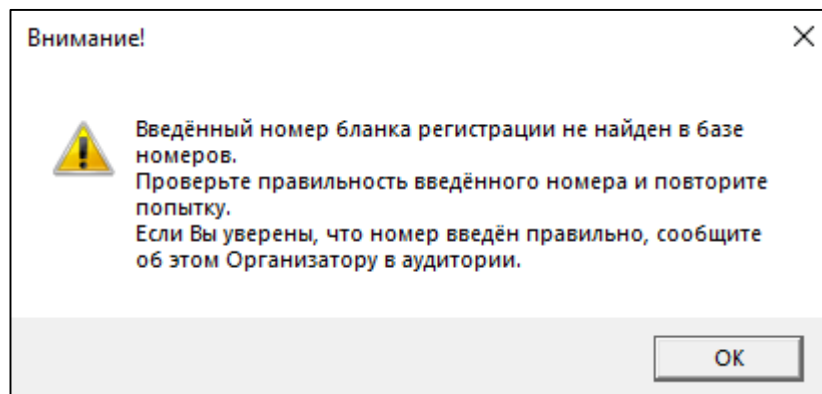 Внимание!
Введённый номер бланка регистрации не найден в базе
номеров.
Проверьте правильность введённого номера и повторите
попытку.
Если Вы уверены, что номер введён правильно, сообщите
об этом Организатору в аудитории.
ОК